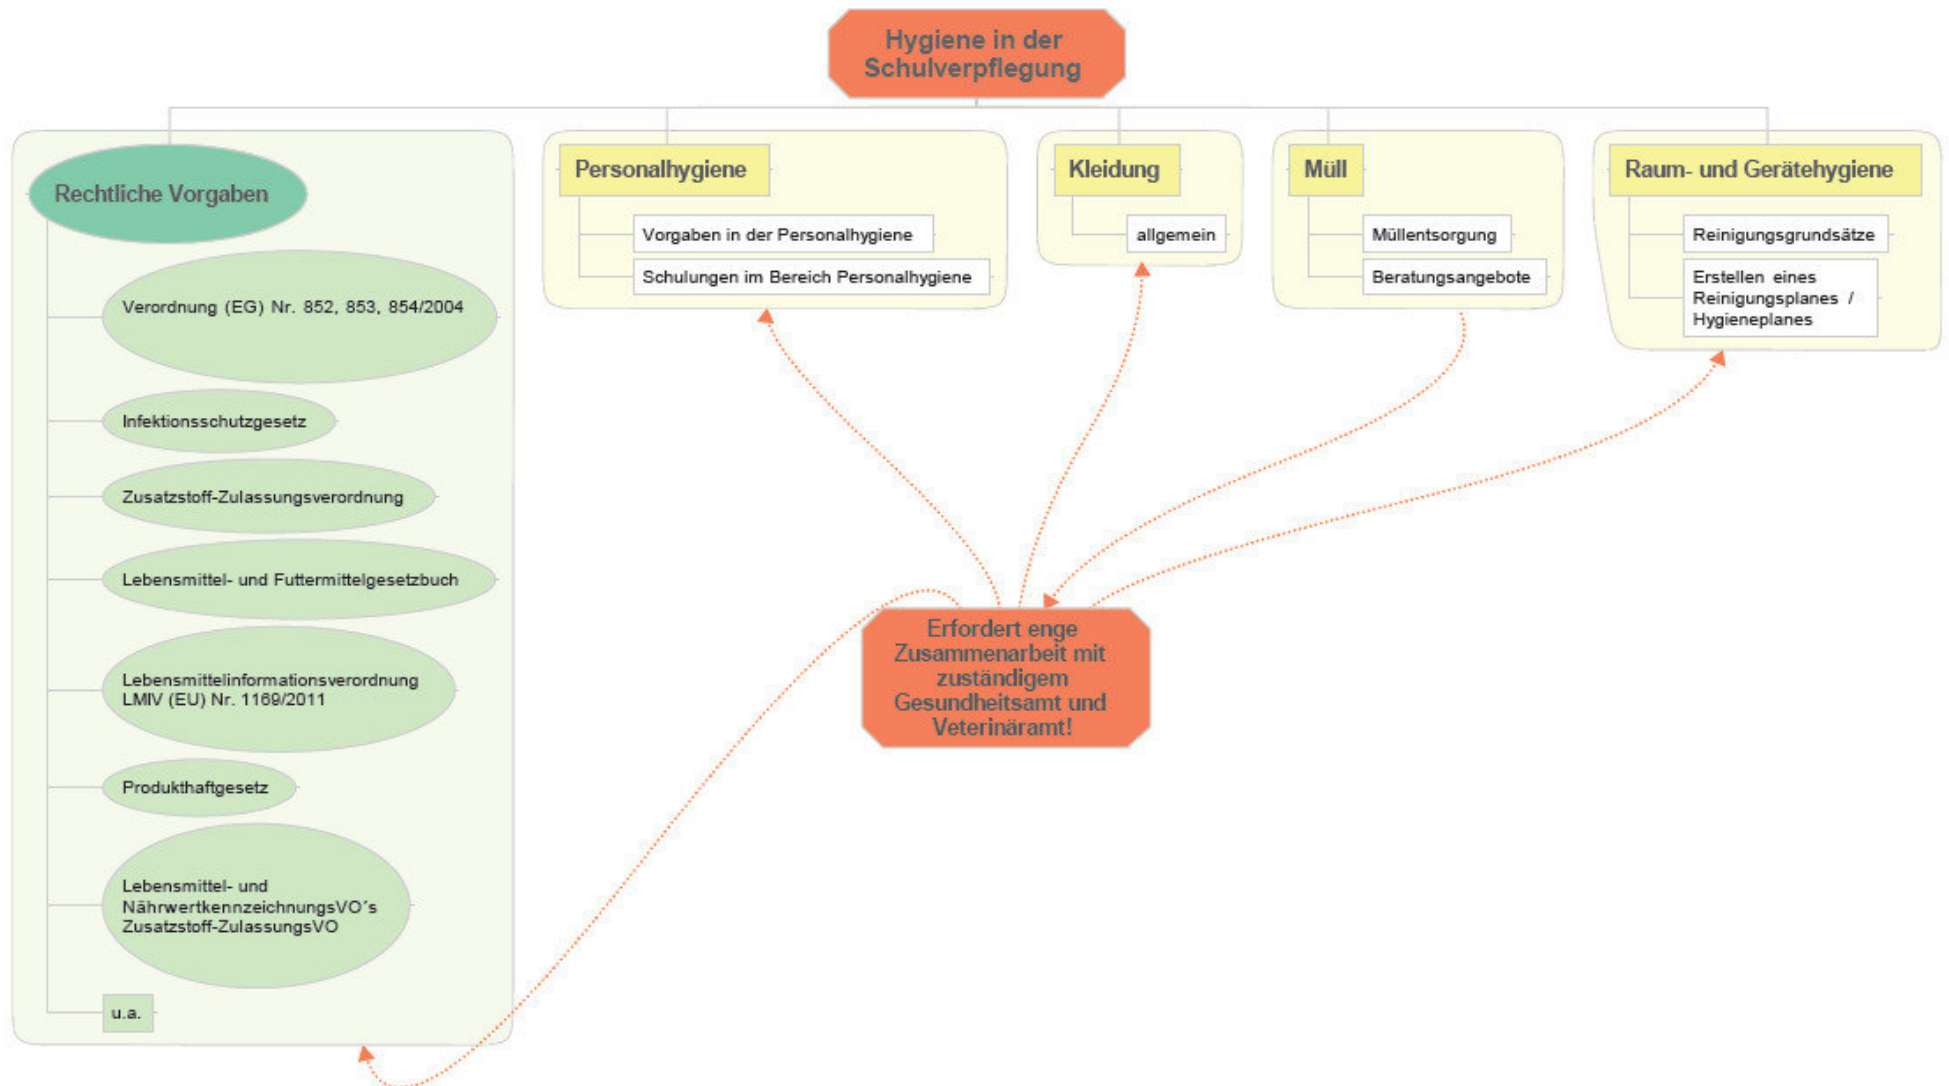 Hygiene in der
Schulverpflegung
Rechtliche Vorgaben
Verordnung (EG) Nr. 852, 853, 854/2004
Infektionsschutzgesetz
Zusatzstoff-Zulassungsverordnung
Lebensmittel- und Futtermittelgesetzbuch
Lebensmittelinformationsverordnung
LMIV (EU) Nr. 1169/2011
Produkthaftgesetz
Lebensmittel- und
NährwertkennzeichnungsVO´s
Zusatzstoff-ZulassungsVO
u.a.
Personalhygiene
Vorgaben in der Personalhygiene
Schulungen im Bereich Personalhygiene
Kleidung
allgemein
Müll
Müllentsorgung
Beratungsangebote
Raum- und Gerätehygiene
Reinigungsgrundsätze
Erstellen eines
Reinigungsplanes /
Hygieneplanes
Erfordert enge
Zusammenarbeit mit
zuständigem
Gesundheitsamt und
Veterinäramt!